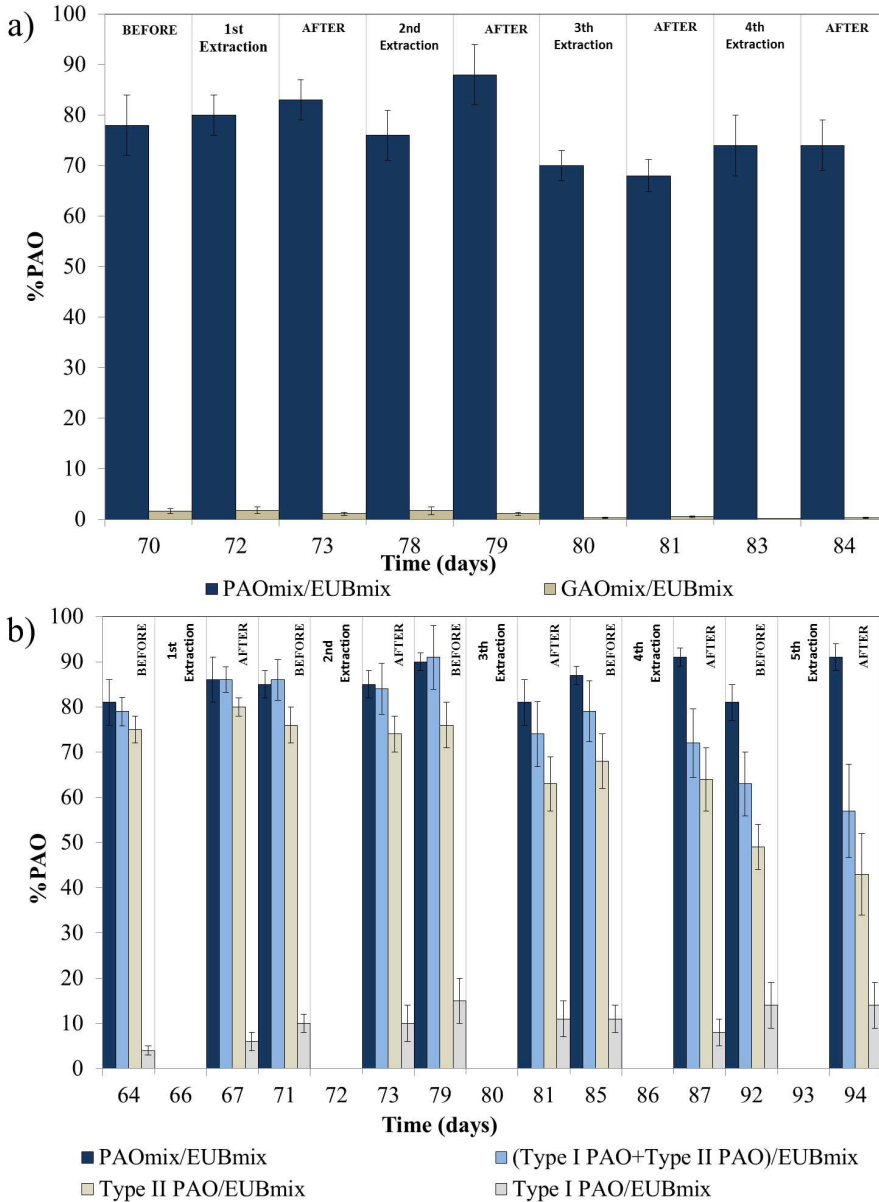 a)
BEFORE 1st Extraction AFTER 2nd Extraction AFTER 3th Extraction AFTER 4th Extraction AFTER
100
90
80
70
60
50
40
30
20
10
0
%PAO
70 72 73 78 79 80 81 83 84
Time (days)
PAOmix/EUBmix GAOmix/EUBmix
b)
BEFORE 1st Extraction AFTER BEFORE 2nd Extraction AFTER BEFORE 3th Extraction AFTER BEFORE 4th Extraction AFTER BEFORE 5th Extraction AFTER
100
90
80
70
60
50
40
30
20
10
0
%PAO
64 66 67 71 72 73 79 80 81 85 86 87 92 93 94
Time (days)
PAOmix/EUBmix (Type I PAO+Type II PAO)/EUBmix
Type II PAO/EUBmix Type I PAO/EUBmix